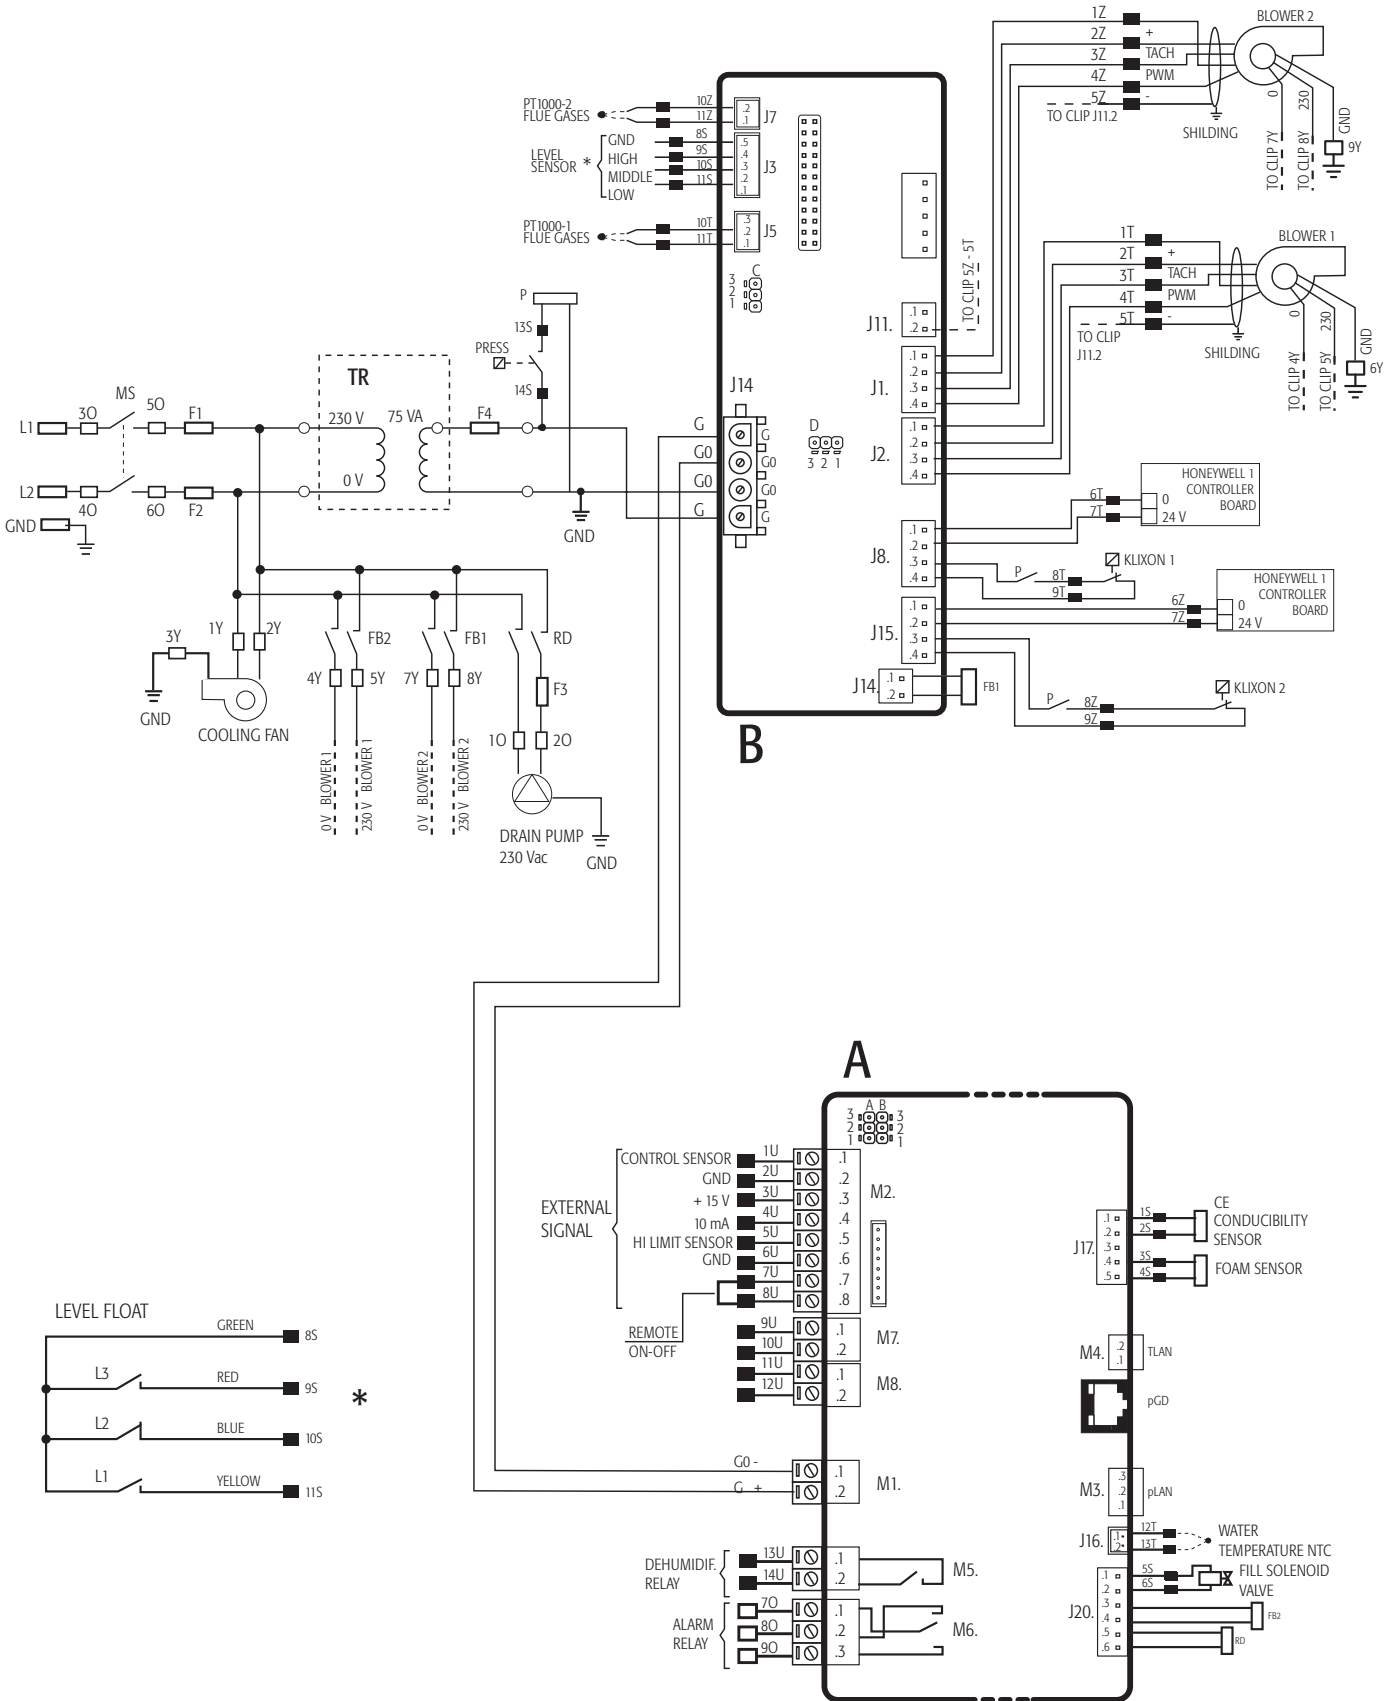 1Z
BLOWER 2
2Z
+
3Z
TACH
4Z
PWM
5Z
-
TO CLIP J11.2
SHILDING
0
230
GND
TO CLIP 7Y
TO CLIP 8Y
9Y
PT1000-2
FLUE GASES
10Z
11Z
.2
.1
J7
LEVEL
SENSOR
*
GND
HIGH
MIDDLE
LOW
8S
9S
10S
11S
.5
.4
.3
.2
.1
J3
PT1000-1
FLUE GASES
10T
11T
.3
.2
.1
J5
C
3
2
1
1T
BLOWER 1
2T
+
3T
TACH
4T
PWM
5T
-
TO CLIP
J11.2
SHILDING
0
230
GND
TO CLIP 4Y
TO CLIP 5Y
6Y
TO CLIP 5Z - 5T
J11.
.1
.2
J1.
.1
.2
.3
.4
J2.
.1
.2
.3
.4
P
13S
PRESS
14S
TR
230 V
75 VA
0 V
MS
L1
3O
5O
F1
F4
L2
4O
6O
F2
GND
GND
J14
G
G
G0
G0
G0
G0
G
G
D
3 2 1
J8.
.1
.2
.3
.4
6T
7T
0
24 V
HONEYWELL 1
CONTROLLER
BOARD
P
8T
9T
KLIXON 1
J15.
.1
.2
.3
.4
6Z
7Z
0
24 V
HONEYWELL 1
CONTROLLER
BOARD
J14.
.1
.2
FB1
P
8Z
9Z
KLIXON 2
B
3Y
1Y
2Y
GND
COOLING FAN
FB2
4Y
5Y
FB1
7Y
8Y
RD
F3
1O
2O
0 V BLOWER 1
230 V BLOWER 1
0 V BLOWER 2
230 V BLOWER 2
DRAIN PUMP
230 Vac
GND
A
A B
3
2
1
3
2
1
EXTERNAL
SIGNAL
CONTROL SENSOR
1U
.1
GND
2U
.2
+ 15 V
3U
.3
10 mA
4U
.4
HI LIMIT SENSOR
5U
.5
GND
6U
.6
7U
.7
8U
.8
M2.
REMOTE
ON-OFF
9U
.1
10U
.2
M7.
11U
.1
12U
.2
M8.
G0 -
.1
G +
.2
M1.
DEHUMIDIF.
RELAY
13U
.1
14U
.2
M5.
ALARM
RELAY
7O
.1
8O
.2
9O
.3
M6.
J17.
.1
.2
.3
.4
.5
1S
2S
CE
CONDUCIBILITY
SENSOR
3S
4S
FOAM SENSOR
M4.
.2
.1
TLAN
pGD
M3.
.3
.2
.1
pLAN
J16.
.1
.2
12T
13T
WATER
TEMPERATURE NTC
J20.
.1
.2
.3
.4
.5
.6
5S
6S
FILL SOLENOID
VALVE
FB2
RD
LEVEL FLOAT
GREEN
8S
L3
RED
9S
*
L2
BLUE
10S
L1
YELLOW
11S